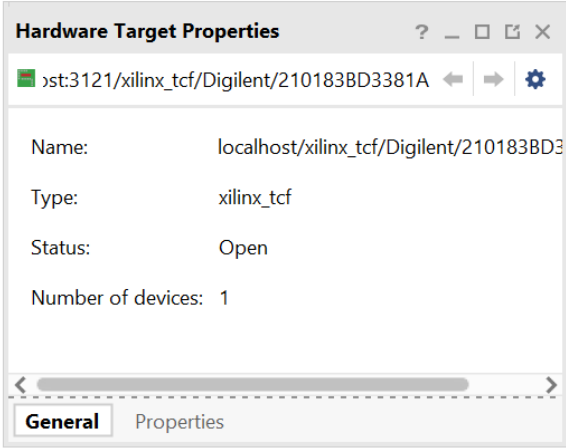 Hardware Target Properties ?
ost:3121/xilinx_tcf/Digilent/210183BD3381A
Name: localhost/xilinx_tcf/Digilent/210183BD3
Type: xilinx_tcf
Status: Open
Number of devices: 1
General Properties